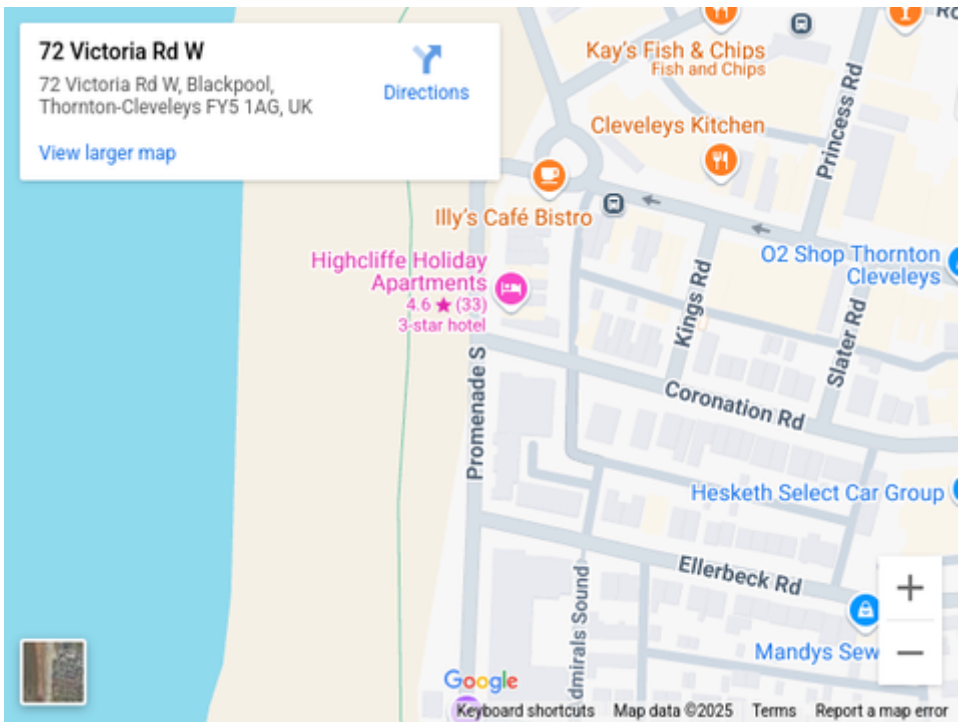 72 Victoria Rd W
72 Victoria Rd W, Blackpool,
Thornton-Cleveleys FY5 1AG, UK
Directions
View larger map
Kay's Fish & Chips
Fish and Chips
Cleveleys Kitchen
Princess Rd
Illy's Café Bistro
O2 Shop Thornton
Cleveleys
Highcliffe Holiday
Apartments
4.6 ★ (33)
3-star hotel
Kings Rd
Slater Rd
Promenade S
Coronation Rd
Hesketh Select Car Group
Ellerbeck Rd
Mandys Sew
+
−
Google
Keyboard shortcuts
Map data ©2025
Terms
Report a map error